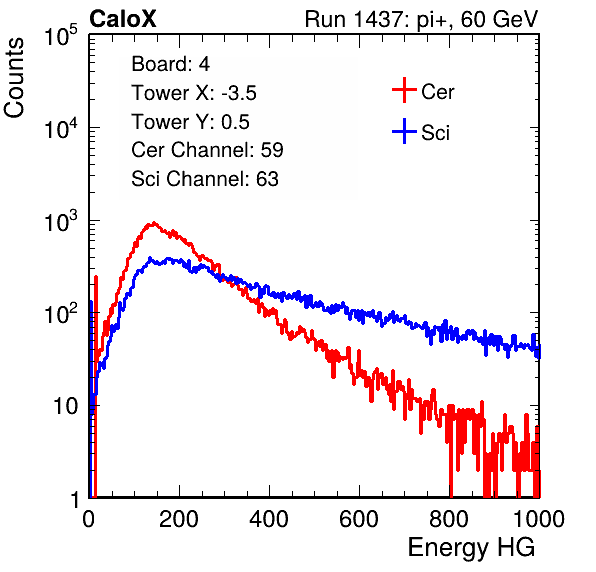 CaloX Run 1437: pi+, 60 GeV
Counts
10^5
10^4
10^3
10^2
10
1
Board: 4
Tower X: -3.5
Tower Y: 0.5
Cer Channel: 59
Sci Channel: 63
Cer
Sci
0 200 400 600 800 1000
Energy HG